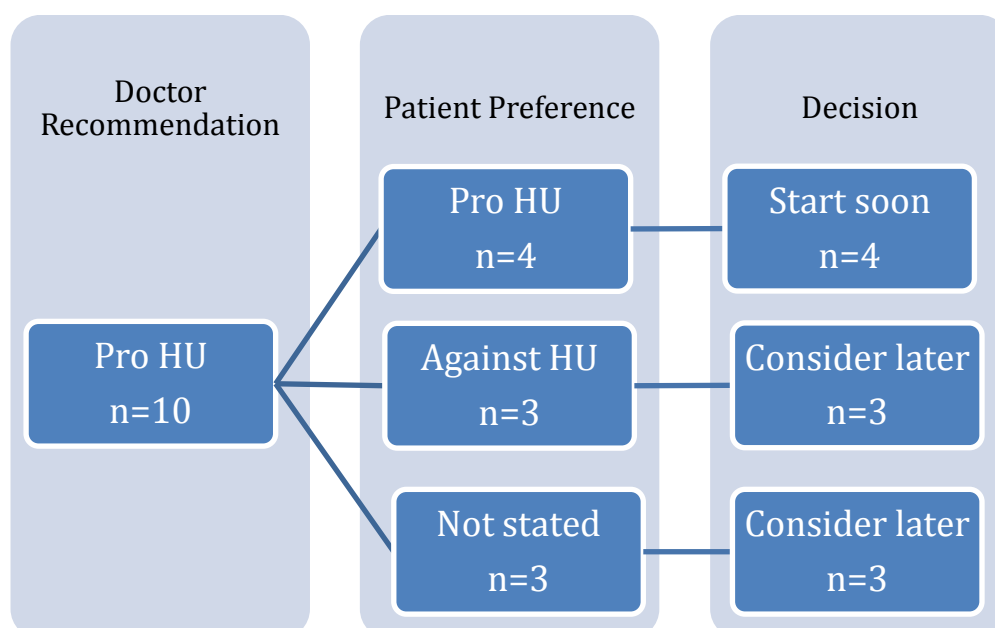 Doctor
Recommendation
Patient Preference
Decision
Pro HU
n=10
Pro HU
n=4
Against HU
n=3
Not stated
n=3
Start soon
n=4
Consider later
n=3
Consider later
n=3